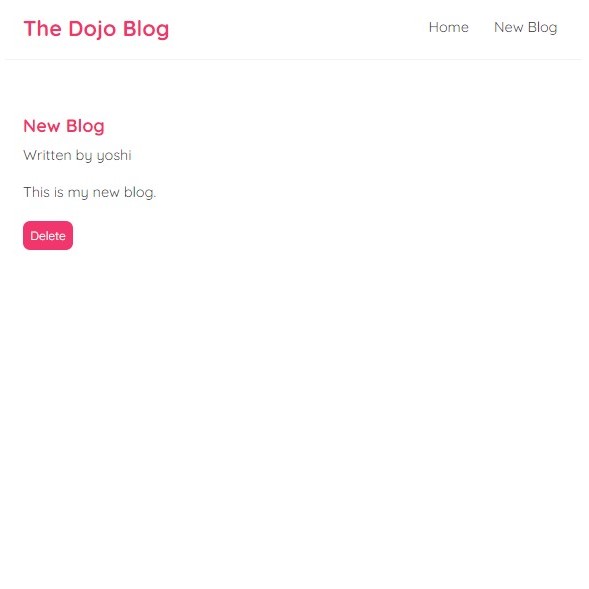 The Dojo Blog
Home New Blog
New Blog
Written by yoshi
This is my new blog.
Delete